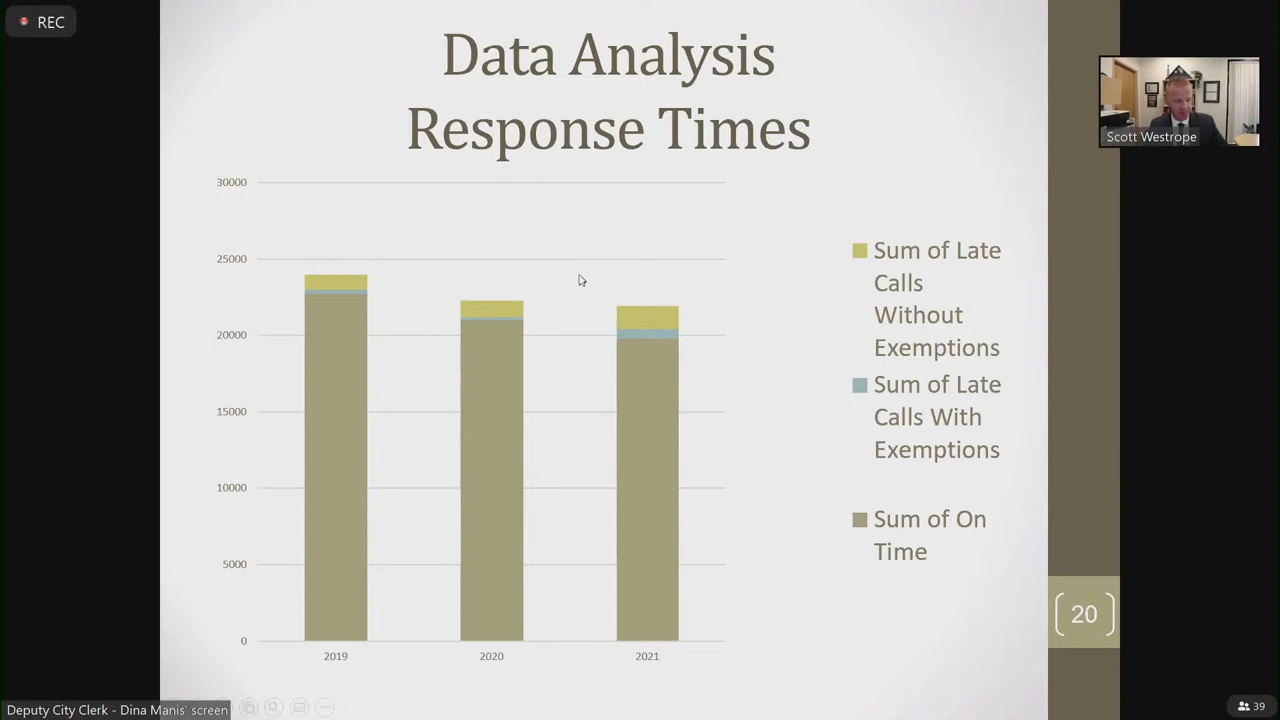 REC
Data Analysis
Response Times
Scott Westrope
30000
25000
20000
15000
10000
5000
0
2019
2020
2021
Sum of Late
Calls
Without
Exemptions
Sum of Late
Calls With
Exemptions
Sum of On
Time
20
Deputy City Clerk - Dina Manis' screen
39